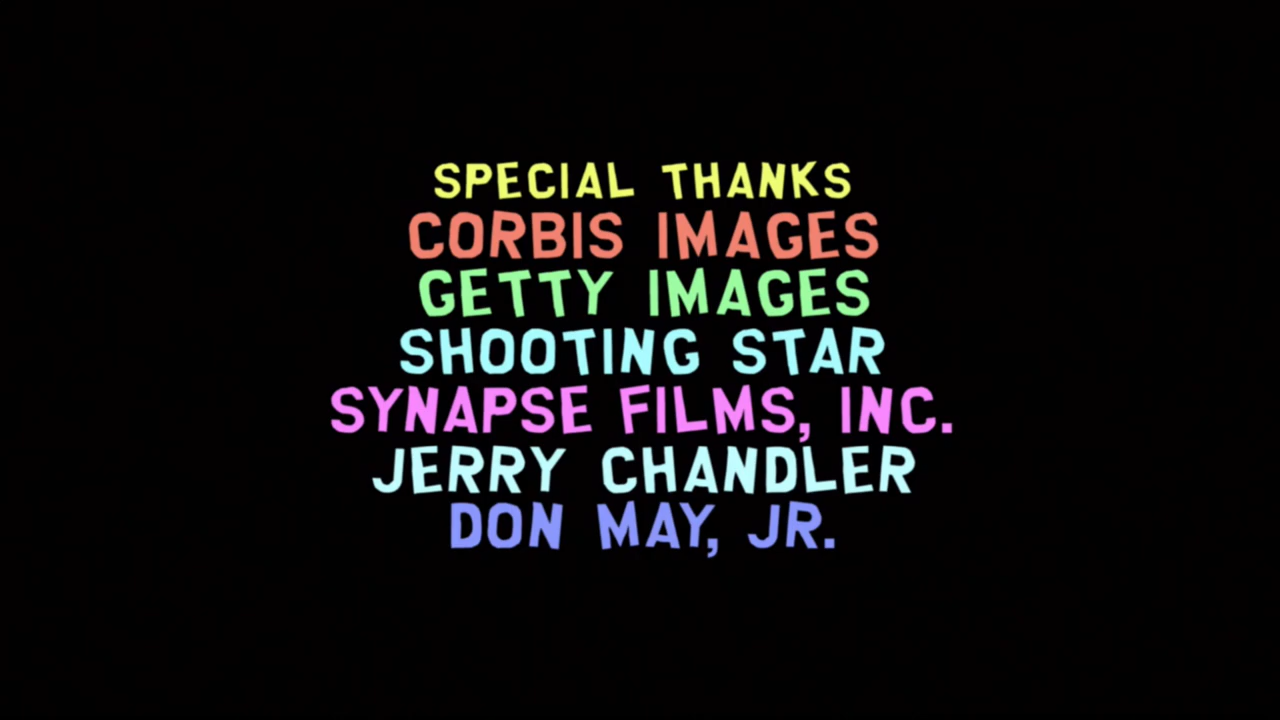 SPECIAL THANKS
CORBIS IMAGES
GETTY IMAGES
SHOOTING STAR
SYNAPSE FILMS, INC.
JERRY CHANDLER
DON MAY, JR.